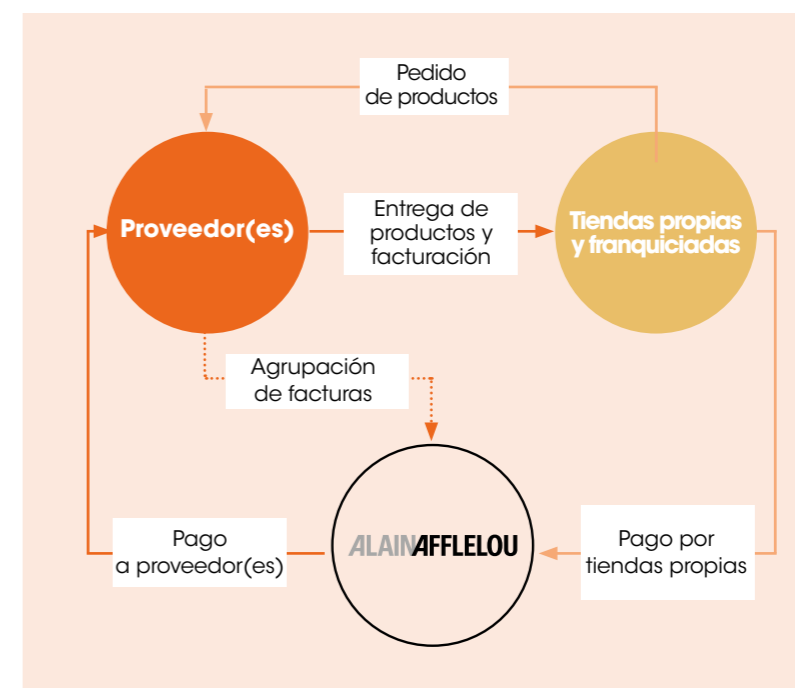 Pedido
de productos
Proveedor(es)
Entrega de
productos y
facturación
Tiendas propias
y franquiciadas
Agrupación
de facturas
Pago
a proveedor(es)
ALAINAFFLELOU
Pago por
tiendas propias